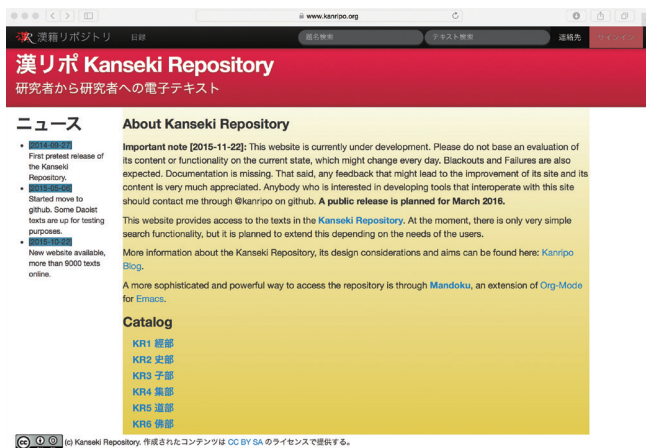 www.kanripo.org
漢籍リポジトリ 目録 題名検索 テキスト検索 連絡先 サインイン
漢リポ Kanseki Repository
研究者から研究者への電子テキスト
ニュース
[2014-09-27]
First pretest release of
the Kanseki
Repository.
[2015-05-08]
Started move to
github. Some Daoist
texts are up for testing
purposes.
[2015-10-22]
New website available,
more than 9000 texts
online.
About Kanseki Repository
Important note [2015-11-22]: This website is currently under development. Please do not base an evaluation of
its content or functionality on the current state, which might change every day. Blackouts and Failures are also
expected. Documentation is missing. That said, any feedback that might lead to the improvement of its site and its
content is very much appreciated. Anybody who is interested in developing tools that interoperate with this site
should contact me through @kanripo on github. A public release is planned for March 2016.
This website provides access to the texts in the Kanseki Repository. At the moment, there is only very simple
search functionality, but it is planned to extend this depending on the needs of the users.
More information about the Kanseki Repository, its design considerations and aims can be found here: Kanripo
Blog.
A more sophisticated and powerful way to access the repository is through Mandoku, an extension of Org-Mode
for Emacs.
Catalog
KR1 經部
KR2 史部
KR3 子部
KR4 集部
KR5 道部
KR6 佛部
(c) Kanseki Repository. 作成されたコンテンツは CC BY SA のライセンスで提供する。